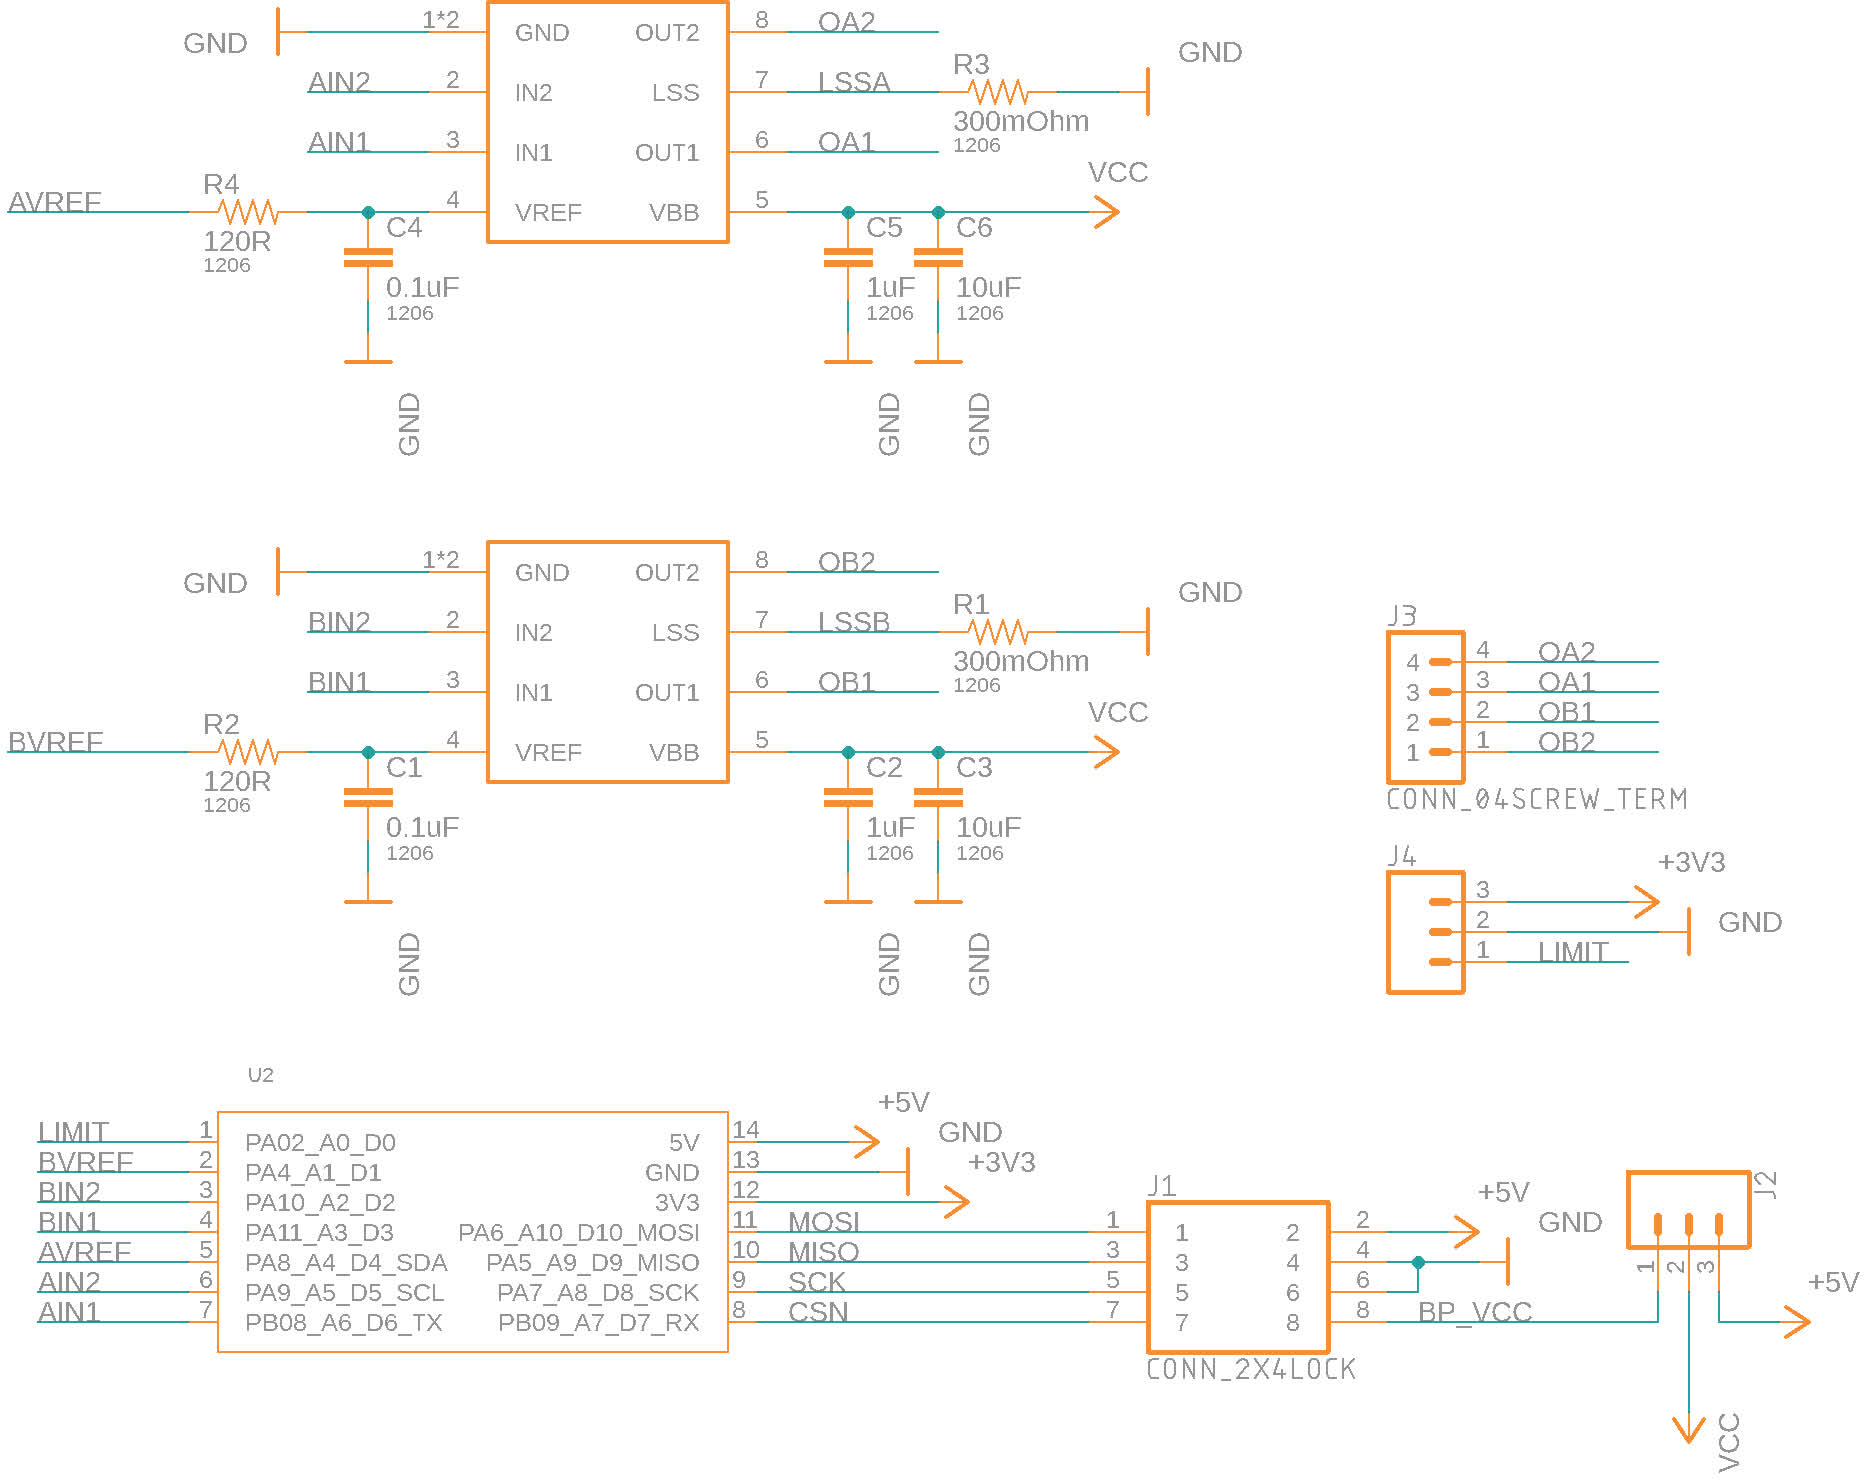 GND 1*2 GND OUT2 8 OA2
AIN2 2 IN2 LSS 7 LSSA R3 GND
300mOhm
1206
AIN1 3 IN1 OUT1 6 OA1
VCC
AVREF R4 4 VREF VBB 5
120R
1206
C4 C5 C6
0.1uF 1uF 10uF
1206 1206 1206
GND GND GND
GND 1*2 GND OUT2 8 OB2
BIN2 2 IN2 LSS 7 LSSB R1 GND
300mOhm
1206
BIN1 3 IN1 OUT1 6 OB1
VCC
BVREF R2 4 VREF VBB 5
120R
1206
C1 C2 C3
0.1uF 1uF 10uF
1206 1206 1206
GND GND GND
J3
4 4 OA2
3 3 OA1
2 2 OB1
1 1 OB2
CONN_04SCREW_TERM
J4
3 +3V3
2 GND
1 LIMIT
U2
LIMIT 1 PA02_A0_D0 5V 14 +5V
BVREF 2 PA4_A1_D1 GND 13 GND
BIN2 3 PA10_A2_D2 3V3 12 +3V3
BIN1 4 PA11_A3_D3 PA6_A10_D10_MOSI 11 MOSI
AVREF 5 PA8_A4_D4_SDA PA5_A9_D9_MISO 10 MISO
AIN2 6 PA9_A5_D5_SCL PA7_A8_D8_SCK 9 SCK
AIN1 7 PB08_A6_D6_TX PB09_A7_D7_RX 8 CSN
J1
1 1 2 2 +5V
3 3 4 4 GND
5 5 6 6
7 7 8 8 BP_VCC
CONN_2X4LOCK
J2
1 2 3
+5V
VCC